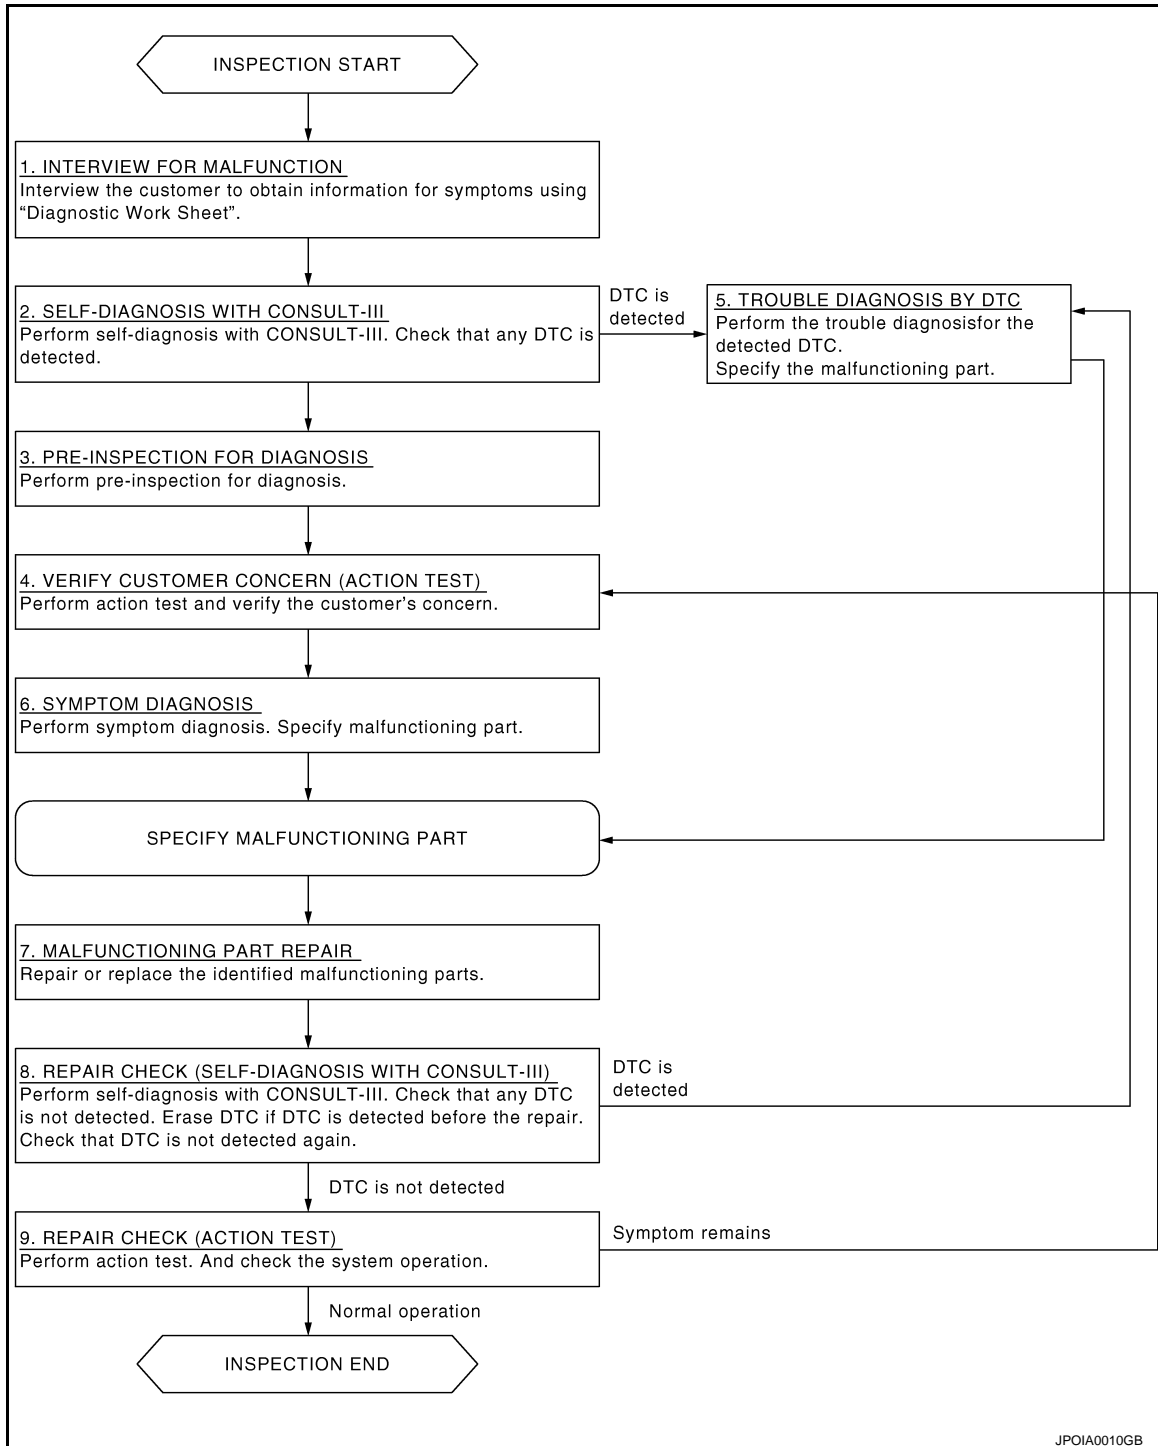 INSPECTION START
1. INTERVIEW FOR MALFUNCTION
Interview the customer to obtain information for symptoms using
“Diagnostic Work Sheet”.
2. SELF-DIAGNOSIS WITH CONSULT-III
Perform self-diagnosis with CONSULT-III. Check that any DTC is
detected.
DTC is
detected
5. TROUBLE DIAGNOSIS BY DTC
Perform the trouble diagnosisfor the
detected DTC.
Specify the malfunctioning part.
3. PRE-INSPECTION FOR DIAGNOSIS
Perform pre-inspection for diagnosis.
4. VERIFY CUSTOMER CONCERN (ACTION TEST)
Perform action test and verify the customer’s concern.
6. SYMPTOM DIAGNOSIS
Perform symptom diagnosis. Specify malfunctioning part.
SPECIFY MALFUNCTIONING PART
7. MALFUNCTIONING PART REPAIR
Repair or replace the identified malfunctioning parts.
8. REPAIR CHECK (SELF-DIAGNOSIS WITH CONSULT-III)
Perform self-diagnosis with CONSULT-III. Check that any DTC
is not detected. Erase DTC if DTC is detected before the repair.
Check that DTC is not detected again.
DTC is
detected
DTC is not detected
9. REPAIR CHECK (ACTION TEST)
Perform action test. And check the system operation.
Symptom remains
Normal operation
INSPECTION END
JPOIA0010GB